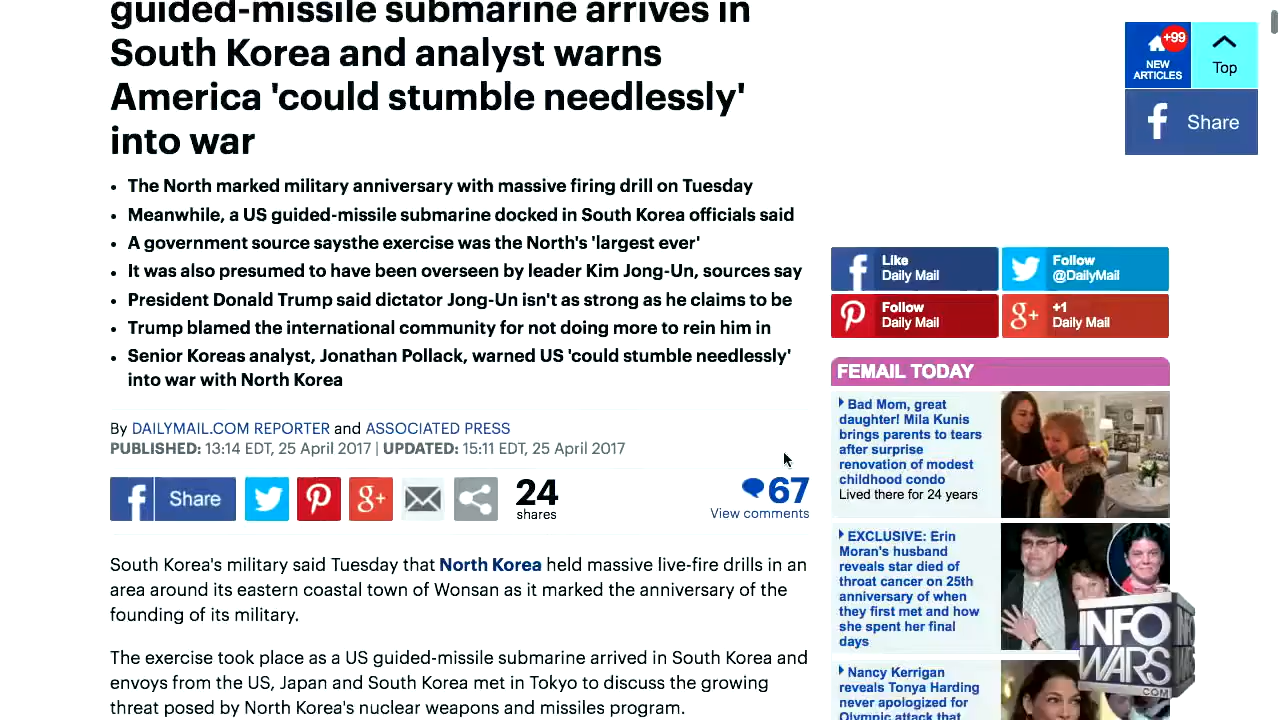 guided-missile submarine arrives in
South Korea and analyst warns
America 'could stumble needlessly'
into war
• The North marked military anniversary with massive firing drill on Tuesday
• Meanwhile, a US guided-missile submarine docked in South Korea officials said
• A government source saysthe exercise was the North's 'largest ever'
• It was also presumed to have been overseen by leader Kim Jong-Un, sources say
• President Donald Trump said dictator Jong-Un isn't as strong as he claims to be
• Trump blamed the international community for not doing more to rein him in
• Senior Koreas analyst, Jonathan Pollack, warned US 'could stumble needlessly'
into war with North Korea
By DAILYMAIL.COM REPORTER and ASSOCIATED PRESS
PUBLISHED: 13:14 EDT, 25 April 2017 | UPDATED: 15:11 EDT, 25 April 2017
Share
24
shares
67
View comments
South Korea's military said Tuesday that North Korea held massive live-fire drills in an
area around its eastern coastal town of Wonsan as it marked the anniversary of the
founding of its military.
The exercise took place as a US guided-missile submarine arrived in South Korea and
envoys from the US, Japan and South Korea met in Tokyo to discuss the growing
threat posed by North Korea's nuclear weapons and missiles program.
+99
NEW
ARTICLES
Top
Share
Like
Daily Mail
Follow
@DailyMail
Follow
Daily Mail
+1
Daily Mail
FEMAIL TODAY
Bad Mom, great
daughter! Mila Kunis
brings parents to tears
after surprise
renovation of modest
childhood condo
Lived there for 24 years
EXCLUSIVE: Erin
Moran's husband
reveals star died of
throat cancer on 25th
anniversary of when
they first met and how
she spent her final
days
Nancy Kerrigan
reveals Tonya Harding
never apologized for
Olympic attack that
INFO
WARS
.COM